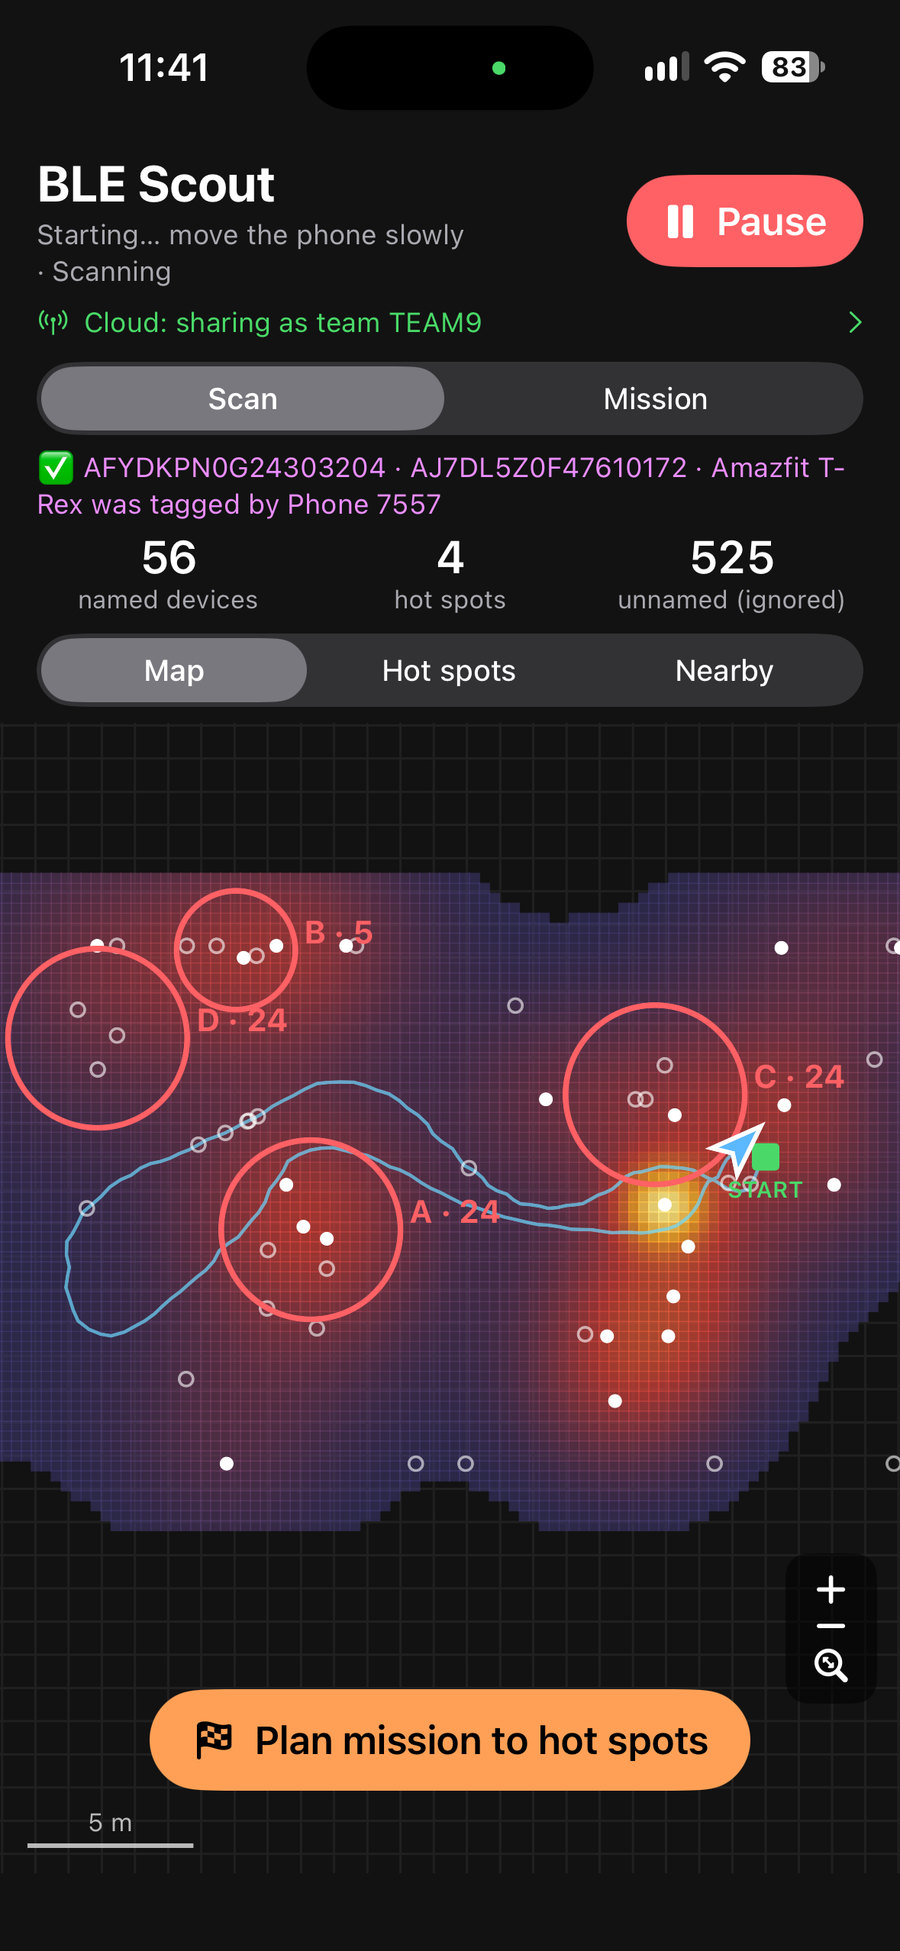 11:41
83
BLE Scout
Pause
Starting... move the phone slowly
· Scanning
Cloud: sharing as team TEAM9
Scan
Mission
✅ AFYDKPN0G24303204 · AJ7DL5Z0F47610172 · Amazfit T-
Rex was tagged by Phone 7557
56
4
525
named devices
hot spots
unnamed (ignored)
Map
Hot spots
Nearby
B · 5
D · 24
C · 24
START
A · 24
Plan mission to hot spots
5 m